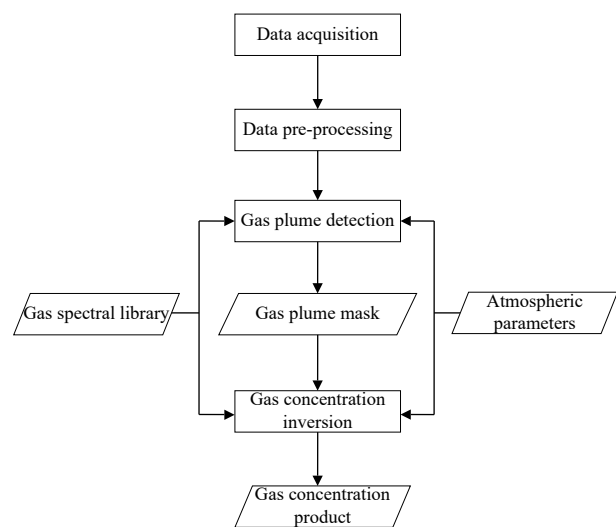 Data acquisition
Data pre-processing
Gas plume detection
Gas spectral library
Gas plume mask
Atmospheric
parameters
Gas concentration
inversion
Gas concentration
product